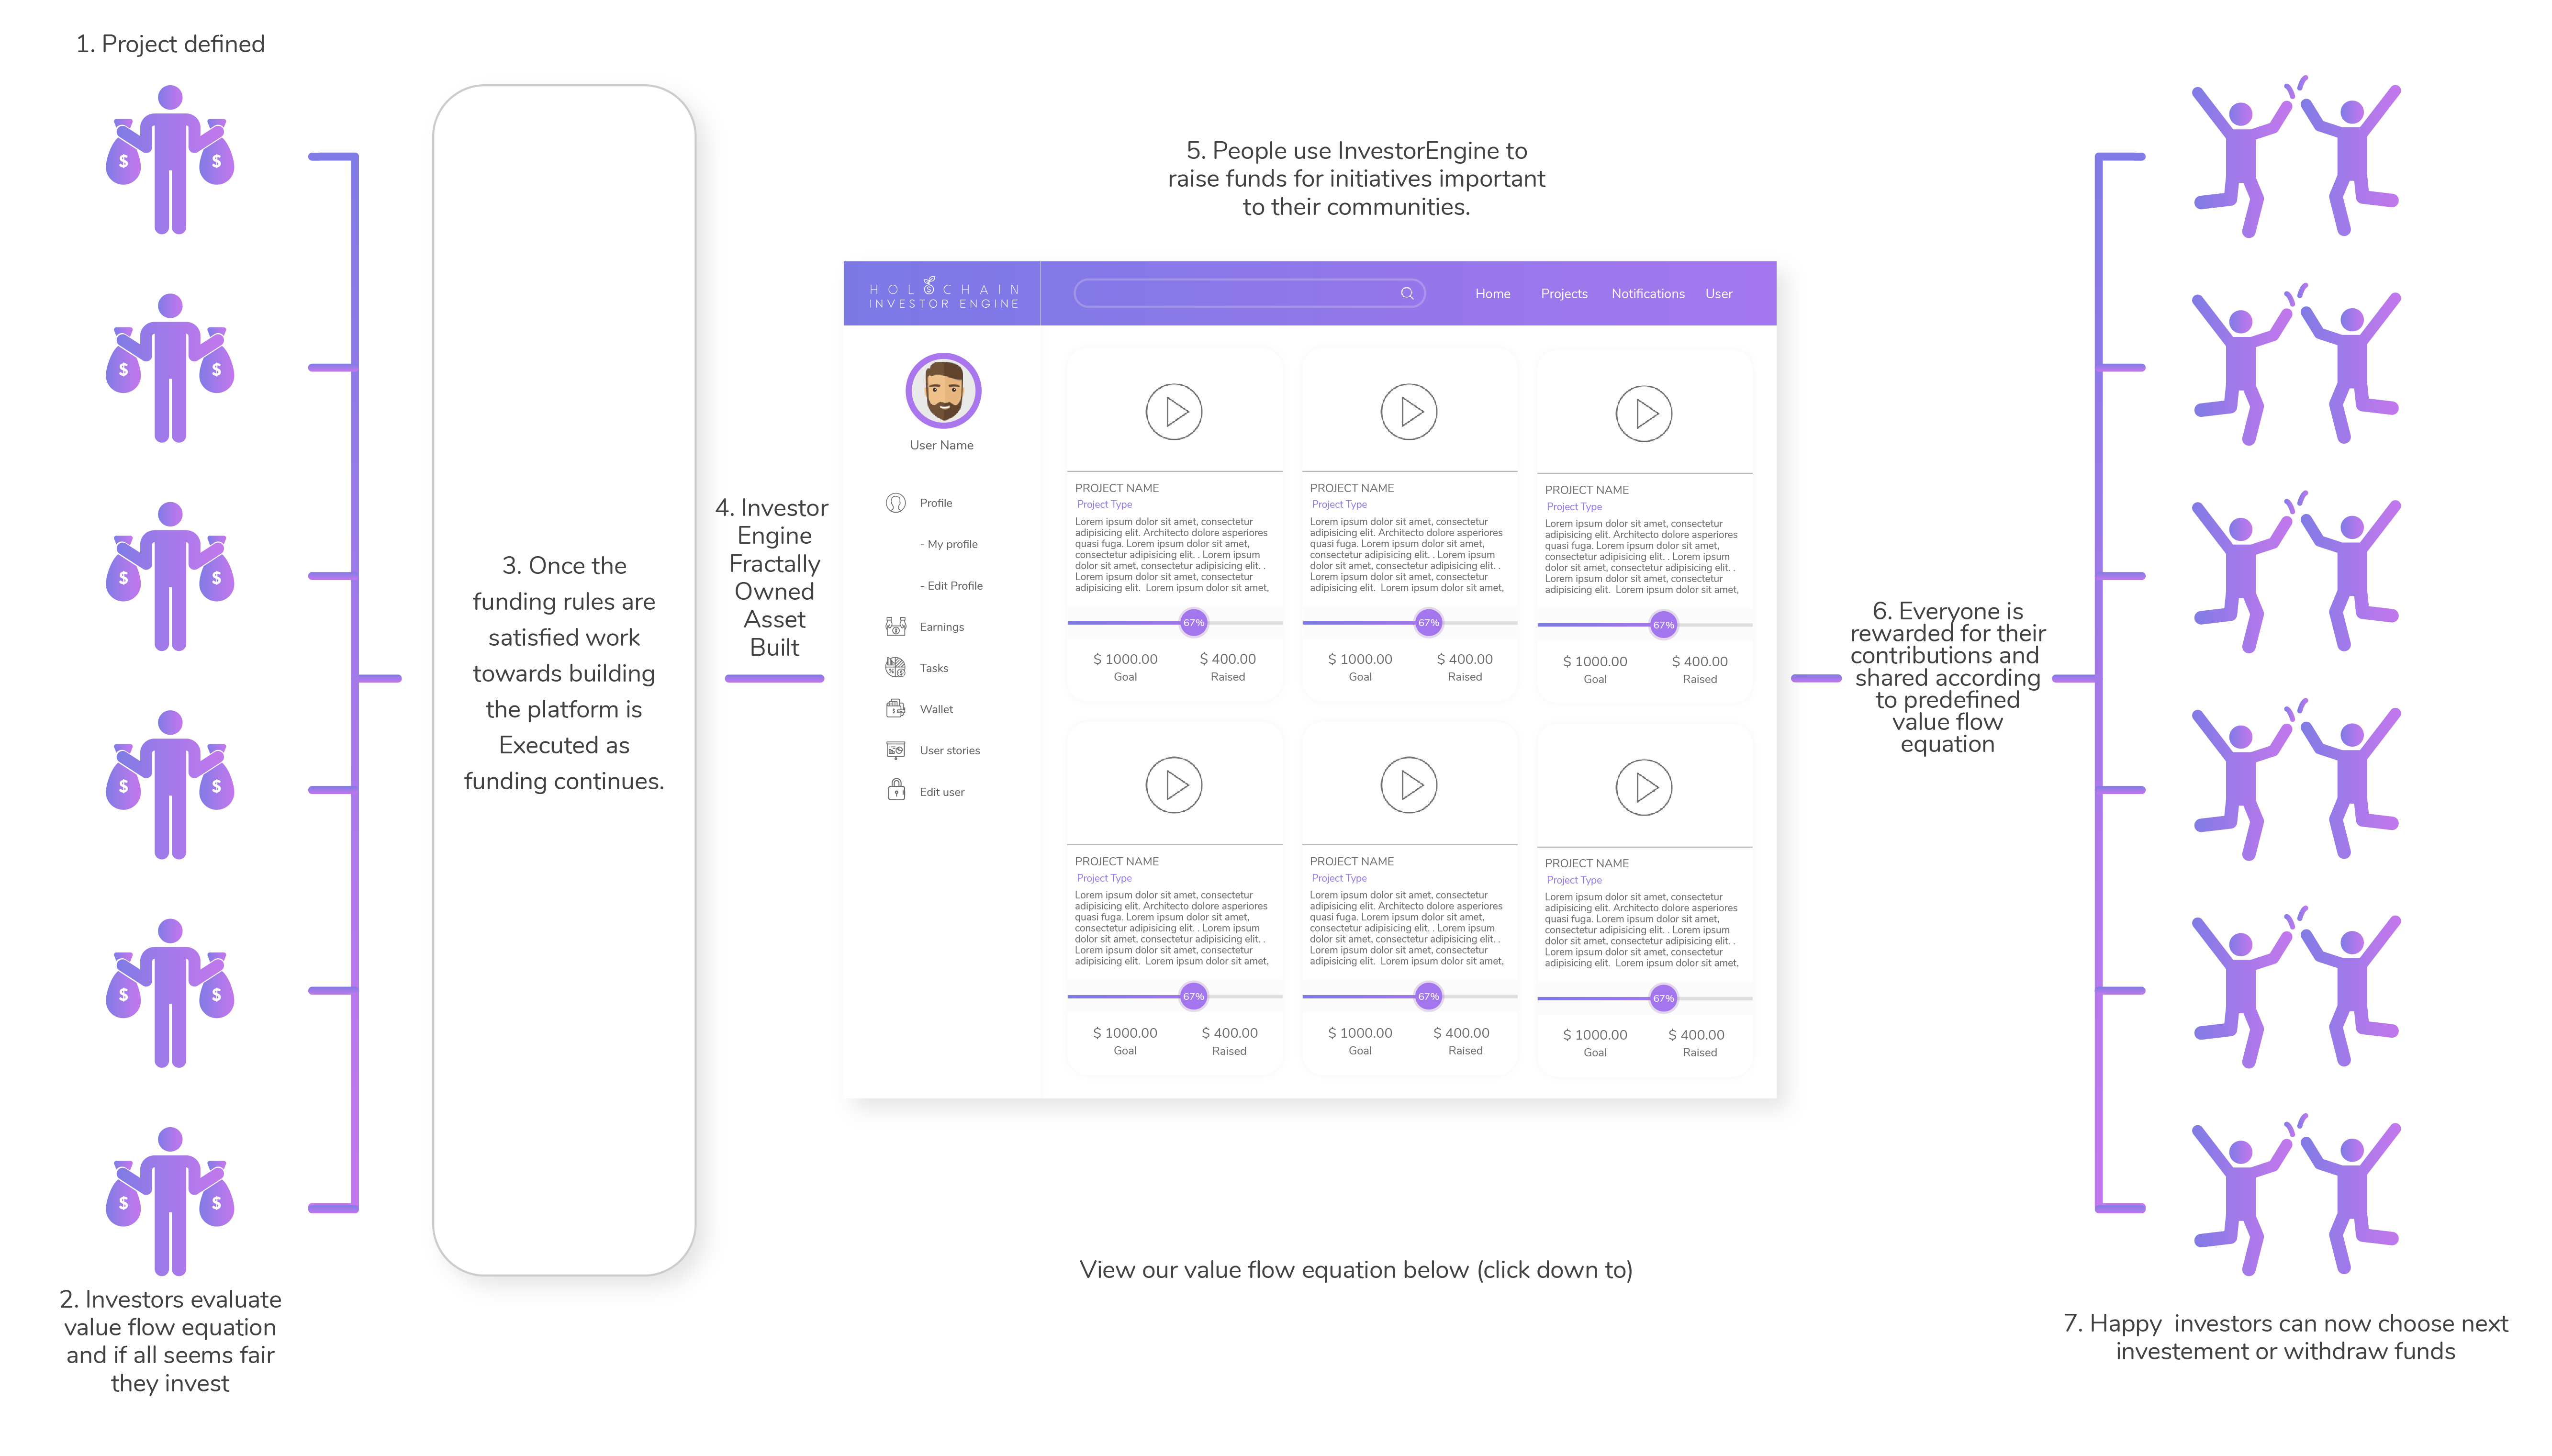 1. Project defined
$ $
$ $
$ $
$ $
$ $
$ $
2. Investors evaluate
value flow equation
and if all seems fair
they invest
3. Once the
funding rules are
satisfied work
towards building
the platform is
Executed as
funding continues.
4. Investor
Engine
Fractally
Owned
Asset
Built
5. People use InvestorEngine to
raise funds for initiatives important
to their communities.
HOLOCHAIN
INVESTOR ENGINE
Home Projects Notifications User
User Name
Profile
- My profile
- Edit Profile
Earnings
Tasks
Wallet
User stories
Edit user
PROJECT NAME
Project Type
Lorem ipsum dolor sit amet, consectetur
adipisicing elit. Architecto dolore asperiores
quasi fuga. Lorem ipsum dolor sit amet,
consectetur adipisicing elit. . Lorem ipsum
dolor sit amet, consectetur adipisicing elit. .
Lorem ipsum dolor sit amet, consectetur
adipisicing elit. Lorem ipsum dolor sit amet,
67%
$ 1000.00 $ 400.00
Goal Raised
PROJECT NAME
Project Type
Lorem ipsum dolor sit amet, consectetur
adipisicing elit. Architecto dolore asperiores
quasi fuga. Lorem ipsum dolor sit amet,
consectetur adipisicing elit. . Lorem ipsum
dolor sit amet, consectetur adipisicing elit. .
Lorem ipsum dolor sit amet, consectetur
adipisicing elit. Lorem ipsum dolor sit amet,
67%
$ 1000.00 $ 400.00
Goal Raised
PROJECT NAME
Project Type
Lorem ipsum dolor sit amet, consectetur
adipisicing elit. Architecto dolore asperiores
quasi fuga. Lorem ipsum dolor sit amet,
consectetur adipisicing elit. . Lorem ipsum
dolor sit amet, consectetur adipisicing elit. .
Lorem ipsum dolor sit amet, consectetur
adipisicing elit. Lorem ipsum dolor sit amet,
67%
$ 1000.00 $ 400.00
Goal Raised
PROJECT NAME
Project Type
Lorem ipsum dolor sit amet, consectetur
adipisicing elit. Architecto dolore asperiores
quasi fuga. Lorem ipsum dolor sit amet,
consectetur adipisicing elit. . Lorem ipsum
dolor sit amet, consectetur adipisicing elit. .
Lorem ipsum dolor sit amet, consectetur
adipisicing elit. Lorem ipsum dolor sit amet,
67%
$ 1000.00 $ 400.00
Goal Raised
PROJECT NAME
Project Type
Lorem ipsum dolor sit amet, consectetur
adipisicing elit. Architecto dolore asperiores
quasi fuga. Lorem ipsum dolor sit amet,
consectetur adipisicing elit. . Lorem ipsum
dolor sit amet, consectetur adipisicing elit. .
Lorem ipsum dolor sit amet, consectetur
adipisicing elit. Lorem ipsum dolor sit amet,
67%
$ 1000.00 $ 400.00
Goal Raised
PROJECT NAME
Project Type
Lorem ipsum dolor sit amet, consectetur
adipisicing elit. Architecto dolore asperiores
quasi fuga. Lorem ipsum dolor sit amet,
consectetur adipisicing elit. . Lorem ipsum
dolor sit amet, consectetur adipisicing elit. .
Lorem ipsum dolor sit amet, consectetur
adipisicing elit. Lorem ipsum dolor sit amet,
67%
$ 1000.00 $ 400.00
Goal Raised
View our value flow equation below (click down to)
6. Everyone is
rewarded for their
contributions and
shared according
to predefined
value flow
equation
7. Happy investors can now choose next
investement or withdraw funds